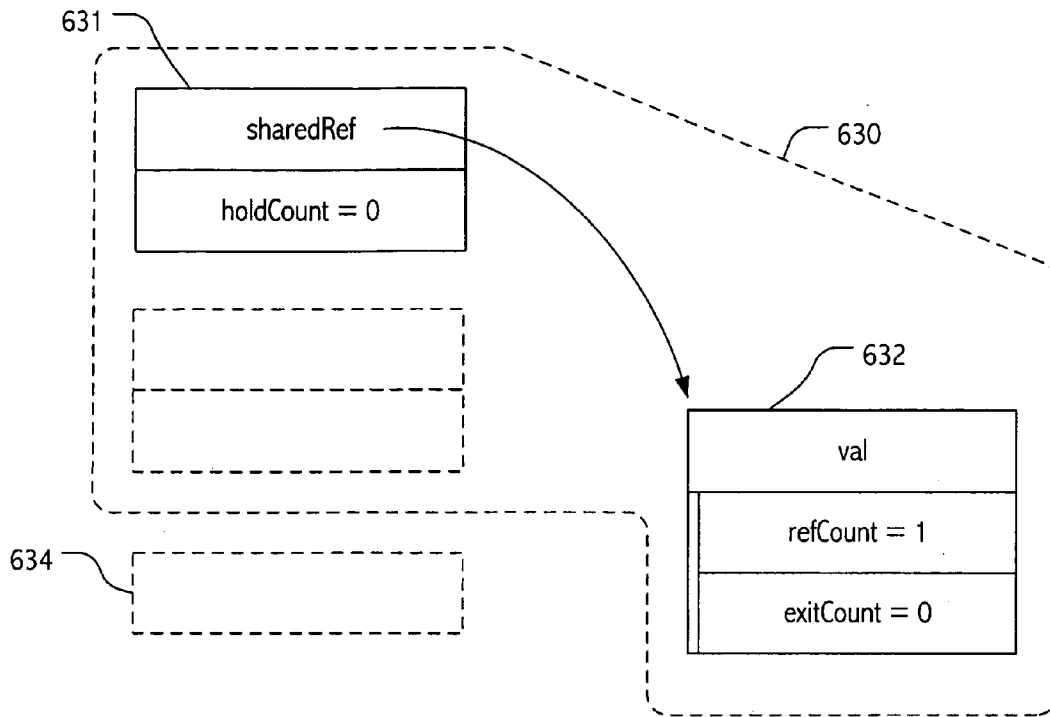 631
sharedRef
630
holdCount = 0
632
val
refCount = 1
634
exitCount = 0